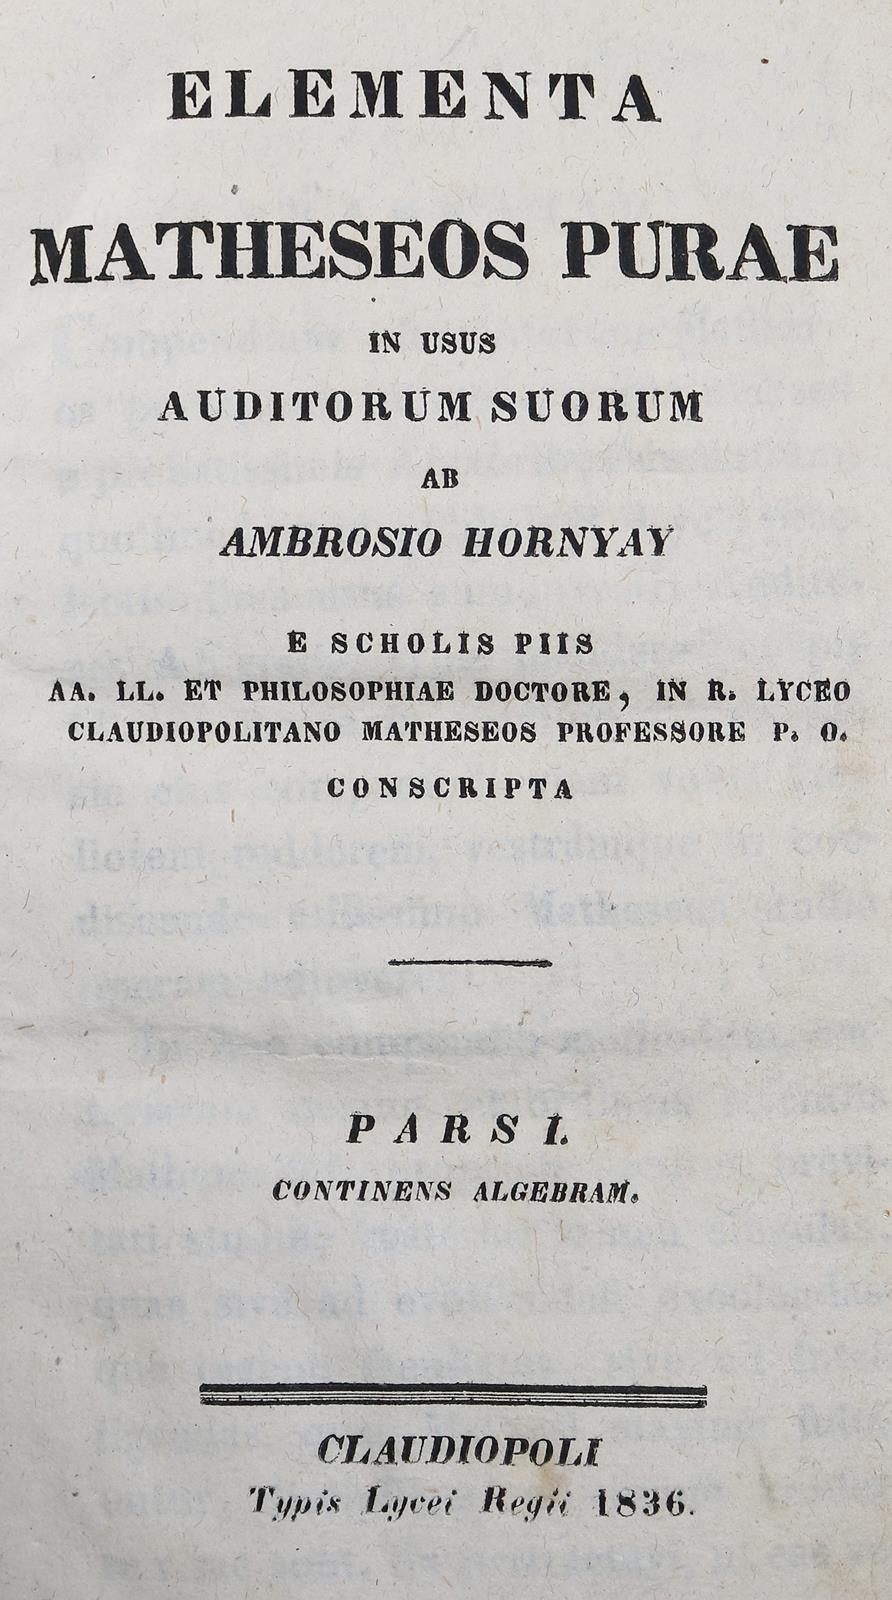 ELEMENTA
MATHESEOS PURAE
IN USUS
AUDITORUM SUORUM
AB
AMBROSIO HORNYAY
E SCHOLIS PIIS
AA. LL. ET PHILOSOPHIAE DOCTORE, IN R. LYCEO
CLAUDIOPOLITANO MATHESEOS PROFESSORE P. O.
CONSCRIPTA
PARS I.
CONTINENS ALGEBRAM.
CLAUDIOPOLI
Typis Lycei Regii 1836.